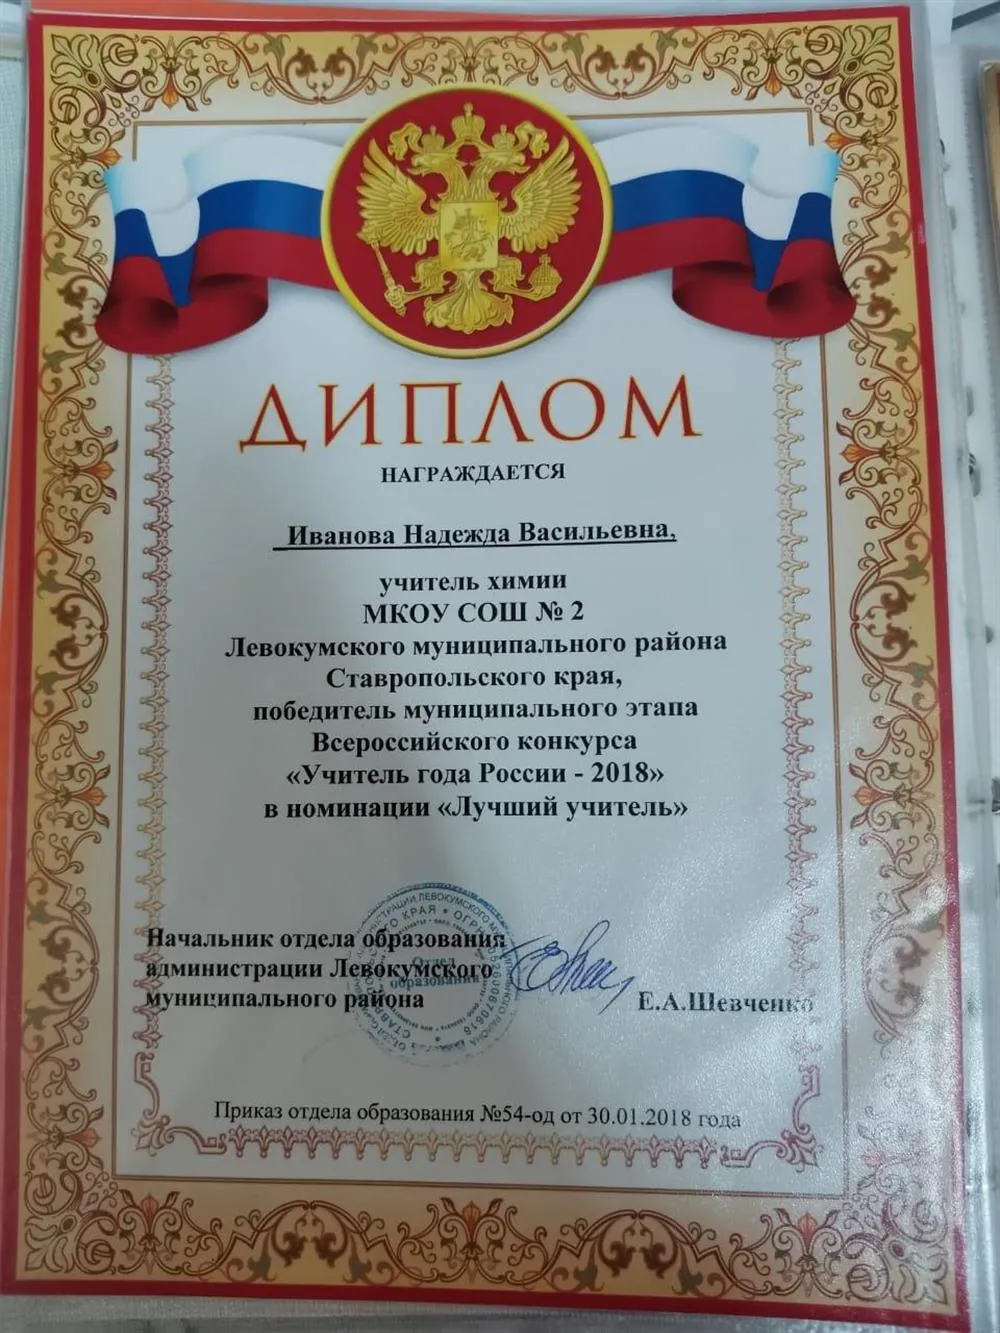 ДИПЛОМ
НАГРАЖДАЕТСЯ
Иванова Надежда Васильевна,
учитель химии
МКОУ СОШ № 2
Левокумского муниципального района
Ставропольского края,
победитель муниципального этапа
Всероссийского конкурса
«Учитель года России - 2018»
в номинации «Лучший учитель»
Начальник отдела образования
администрации Левокумского
муниципального района
Е.А.Шевченко
Отдел
образования
Приказ отдела образования №54-од от 30.01.2018 года